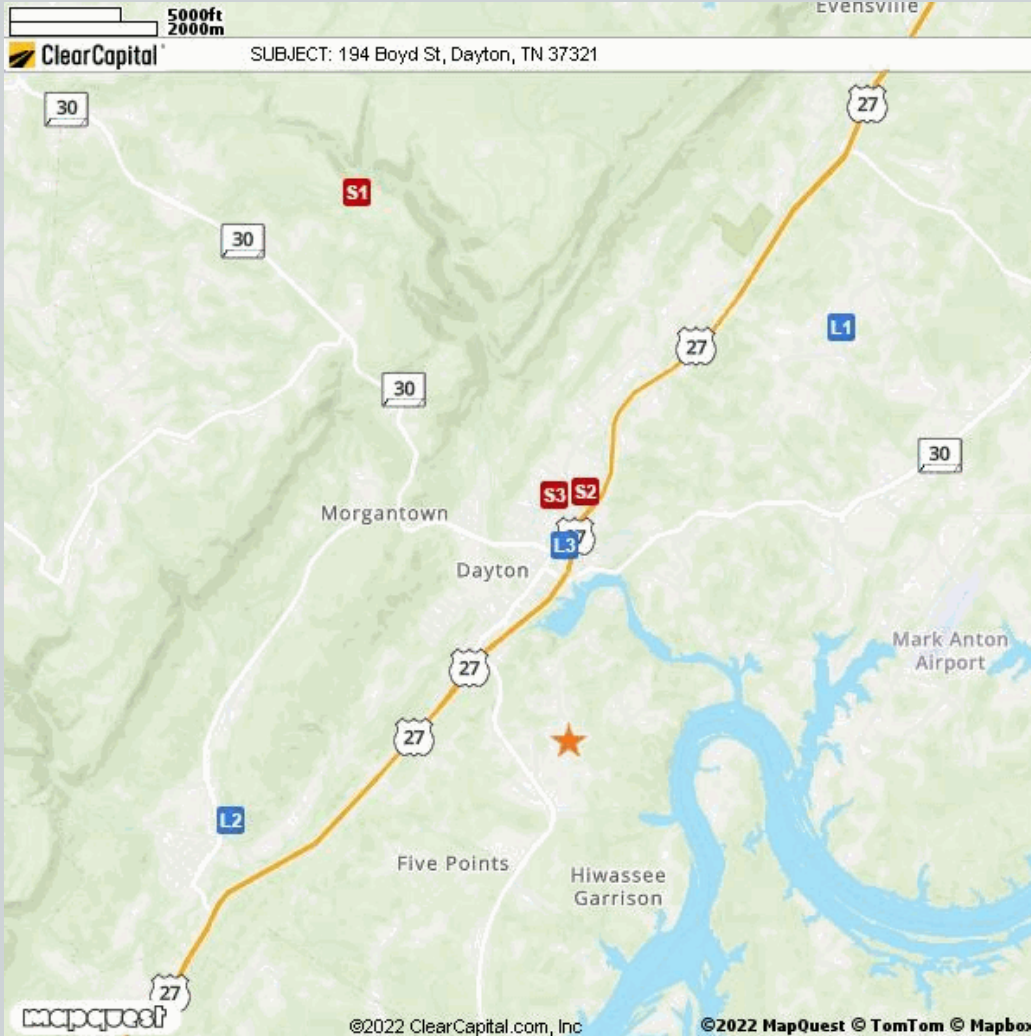 5000ft
2000m
Evensville
ClearCapital
SUBJECT: 194 Boyd St, Dayton, TN 37321
30
27
S1
30
L1
27
30
30
S3 S2
Morgantown
27
L3
Dayton
Mark Anton
Airport
27
27
L2
Five Points
Hiwassee
Garrison
27
mapquest
©2022 ClearCapital.com, Inc
©2022 MapQuest © TomTom © Mapbox